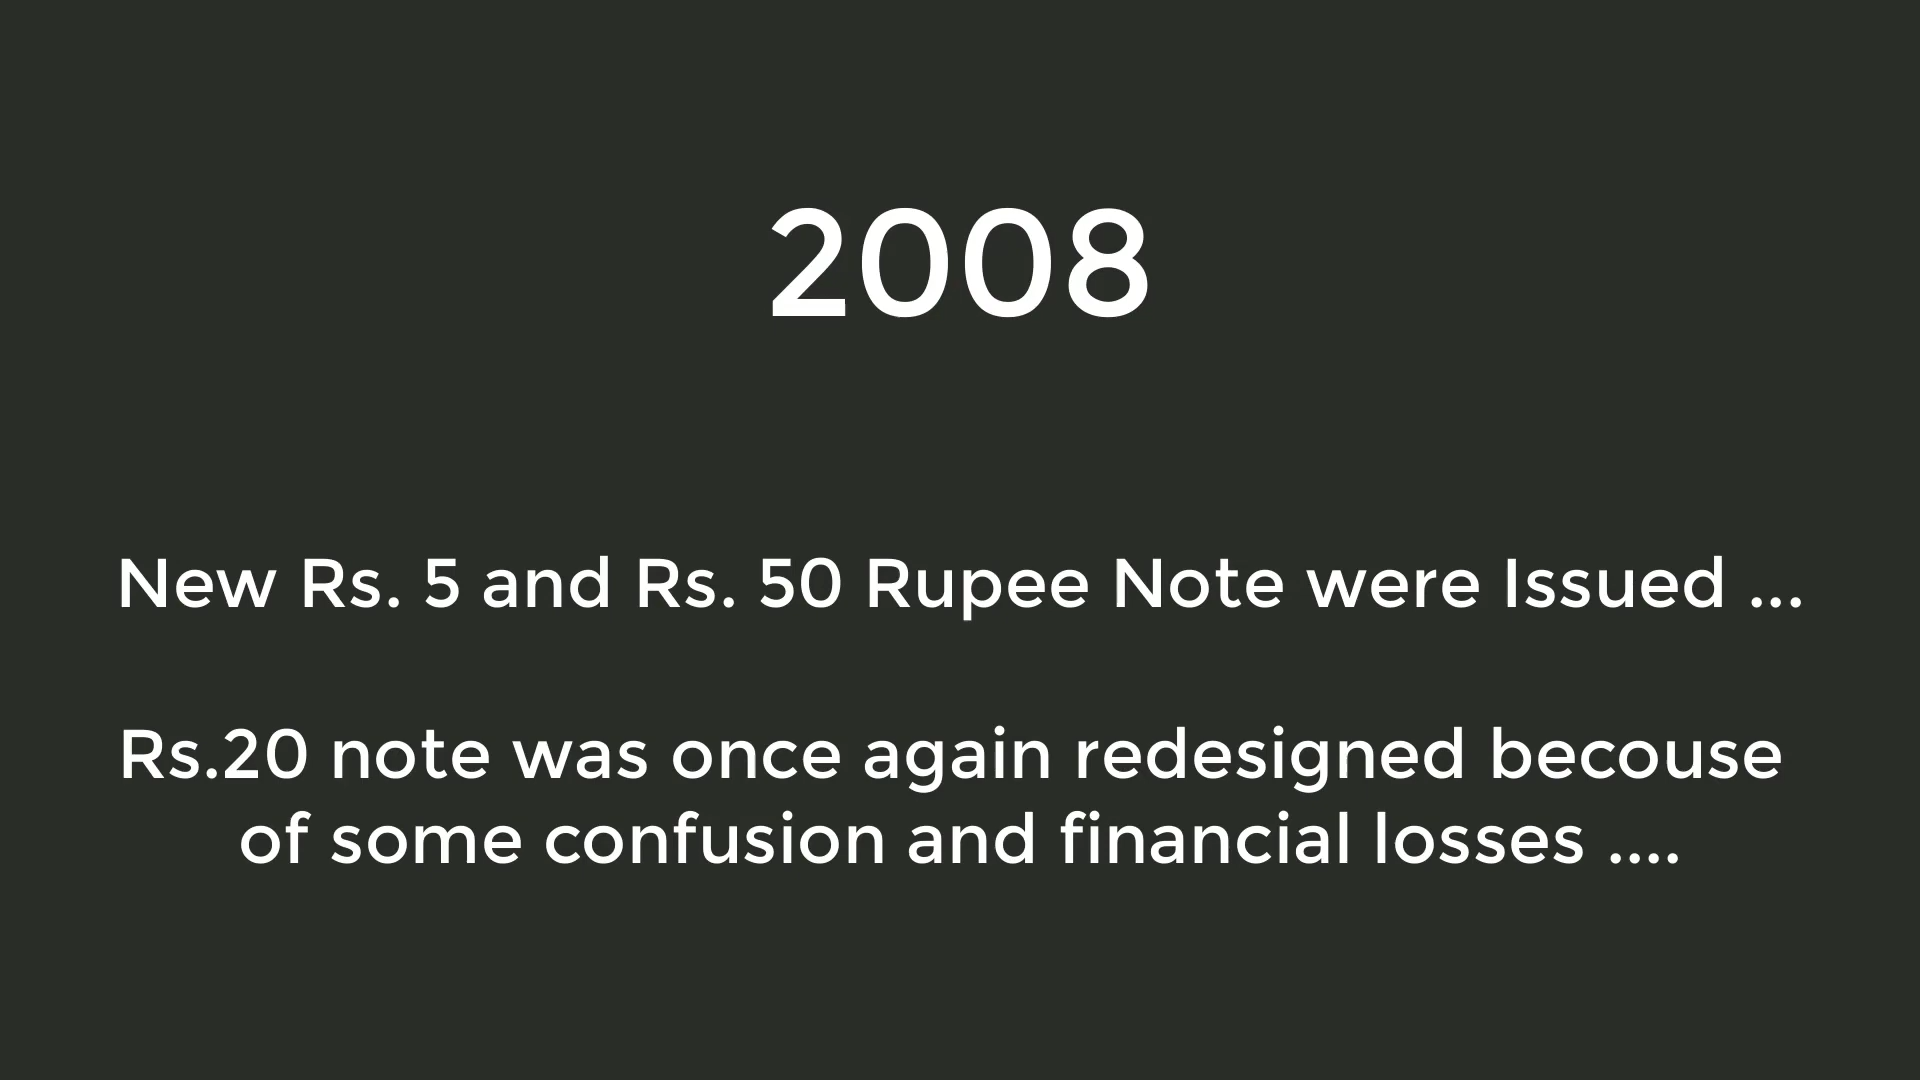 2008
New Rs. 5 and Rs. 50 Rupee Note were Issued ...
Rs.20 note was once again redesigned becouse
of some confusion and financial losses ....